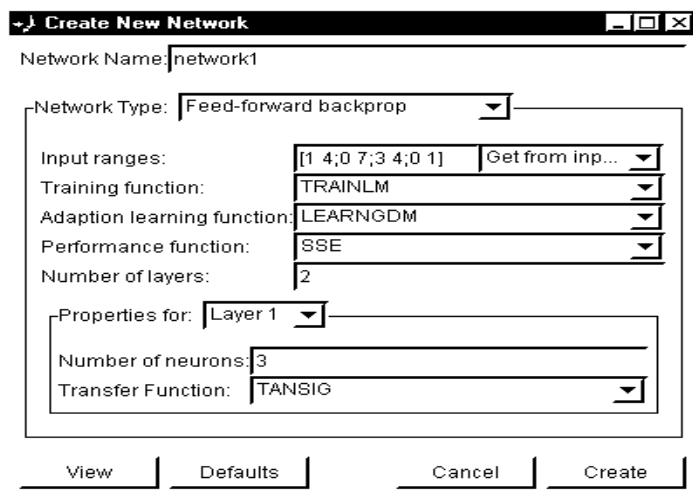 Create New Network
Network Name: network1
Network Type: Feed-forward backprop
Input ranges: [1 4;0 7;3 4;0 1] Get from inp...
Training function: TRAINLM
Adaption learning function: LEARNGDM
Performance function: SSE
Number of layers: 2
Properties for: Layer 1
Number of neurons: 3
Transfer Function: TANSIG
View Defaults Cancel Create